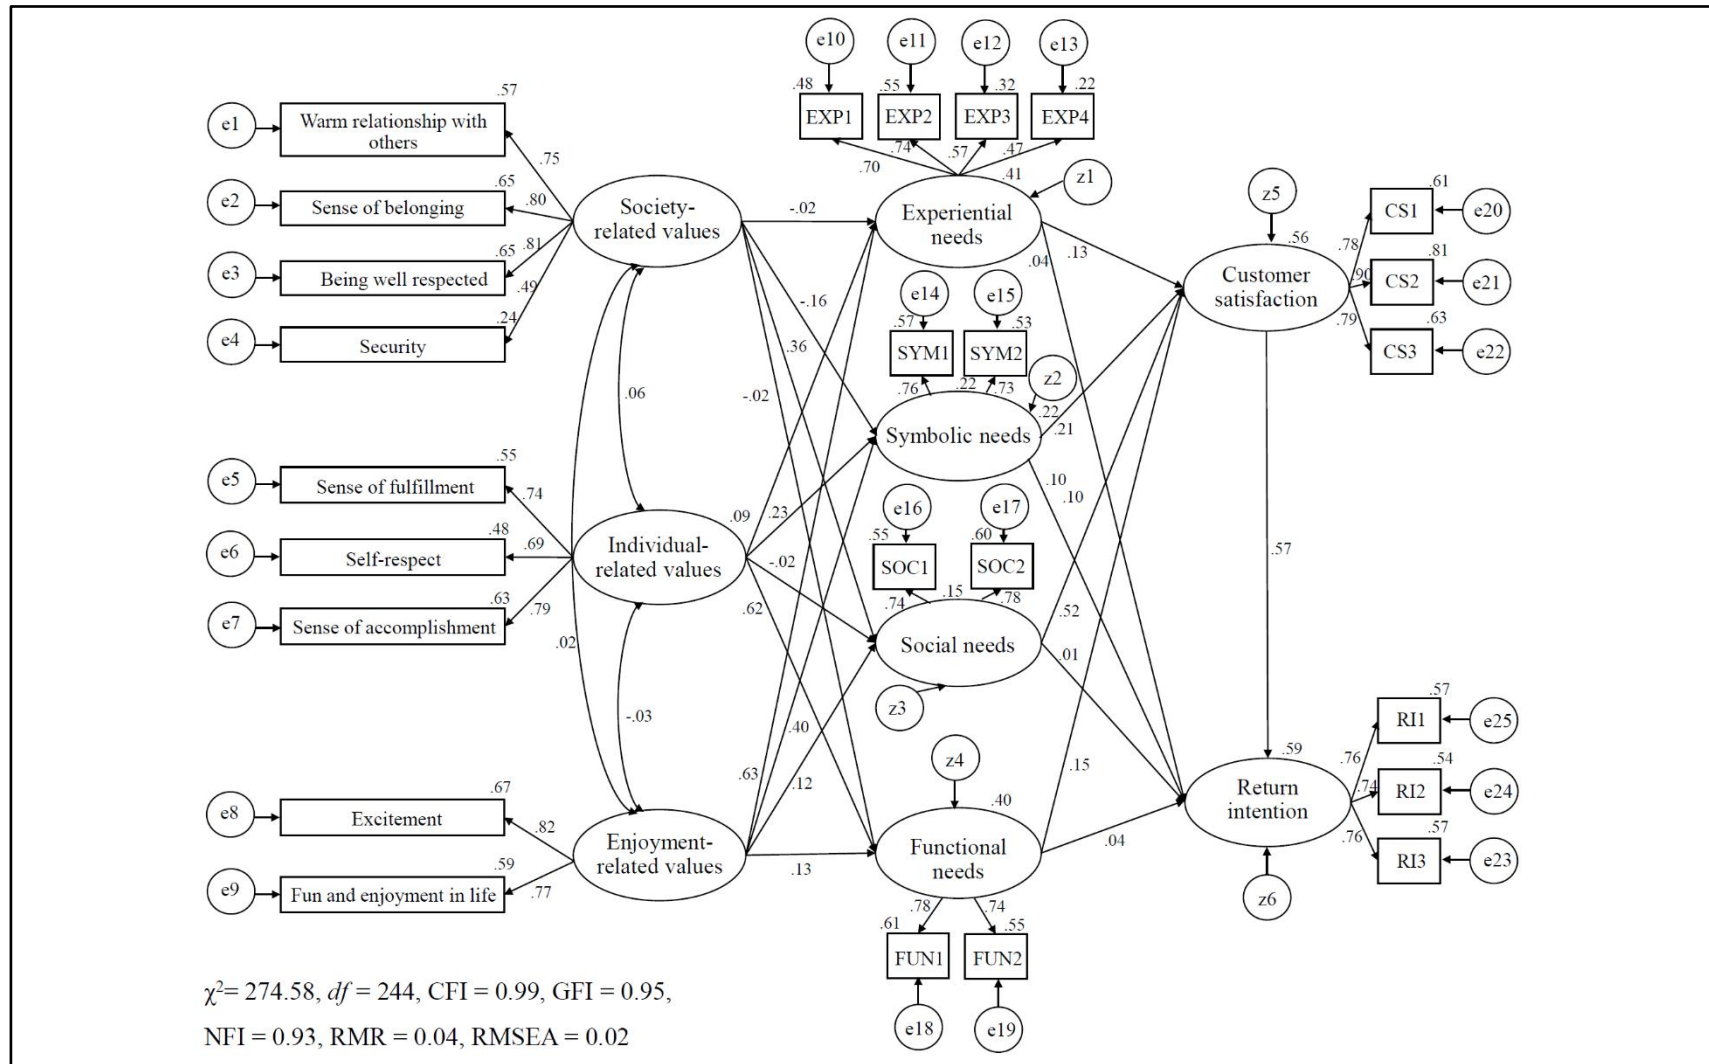 e10
e11
e12
e13
.48
.55
.32
.22
EXP1
EXP2
EXP3
EXP4
.70
.74
.57
.47
.41
z1
Experiential
needs
e1
.57
Warm relationship with
others
.75
e2
.65
Sense of belonging
.80
e3
.65
Being well respected
.81
e4
.24
Security
.49
Society-
related values
-.02
-.16
.36
-.02
.06
.02
-.03
e5
.55
Sense of fulfillment
.74
e6
.48
Self-respect
.69
e7
.63
Sense of accomplishment
.79
Individual-
related values
.09
.23
-.02
.62
e8
.67
Excitement
.82
e9
.59
Fun and enjoyment in life
.77
Enjoyment-
related values
.63
.40
.12
.13
e14
e15
.57
.53
SYM1
SYM2
.76
.22
.73
z2
.22
Symbolic needs
e16
e17
.55
.60
SOC1
SOC2
.74
.15
.78
Social needs
z3
z4
.40
Functional
needs
.78
.74
.61
.55
FUN1
FUN2
e18
e19
.13
.04
.21
.10
.10
.52
.01
.15
.04
z5
.56
Customer
satisfaction
.57
.78
.90
.79
.61
CS1
e20
.81
CS2
e21
.63
CS3
e22
.59
Return
intention
z6
.76
.74
.76
.57
RI1
e25
.54
RI2
e24
.57
RI3
e23
χ²= 274.58, df = 244, CFI = 0.99, GFI = 0.95,
NFI = 0.93, RMR = 0.04, RMSEA = 0.02